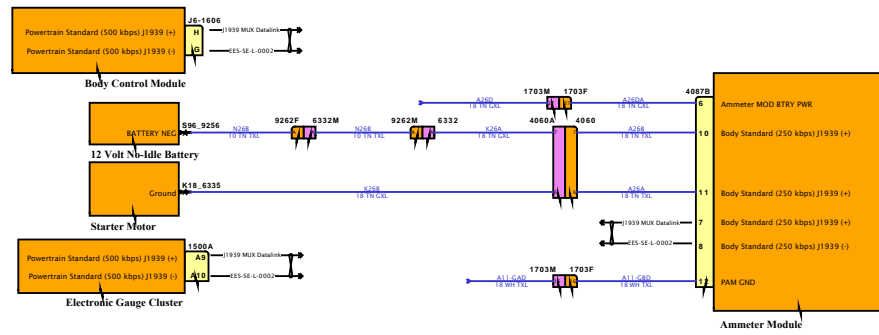 J6-1606
Powertrain Standard (500 kbps) J1939 (+)
H
J1939 MUX Datalink
Powertrain Standard (500 kbps) J1939 (-)
G
EES-SE-L-0002
Body Control Module
1703M
1703F
4087B
A26D
18 TN GXL
A26DA
18 TN GXL
6
Ammeter MOD BTRY PWR
S96_9256
9262F
6332M
9262M
6332
4060A
4060
BATTERY NEG
N26B
10 TN TXL
N26B
10 TN TXL
K26A
18 TN GXL
A26B
18 TN TXL
10
Body Standard (250 kbps) J1939 (+)
12 Volt No-Idle Battery
K18_6335
Ground
K26B
18 TN GXL
A26A
18 TN TXL
11
Body Standard (250 kbps) J1939 (+)
Starter Motor
J1939 MUX Datalink
7
Body Standard (250 kbps) J1939 (+)
EES-SE-L-0002
8
Body Standard (250 kbps) J1939 (-)
1500A
Powertrain Standard (500 kbps) J1939 (+)
A9
J1939 MUX Datalink
Powertrain Standard (500 kbps) J1939 (-)
A10
EES-SE-L-0002
Electronic Gauge Cluster
1703M
1703F
A11-GAD
18 WH TXL
A11-GBD
18 WH TXL
12
PAM GND
Ammeter Module